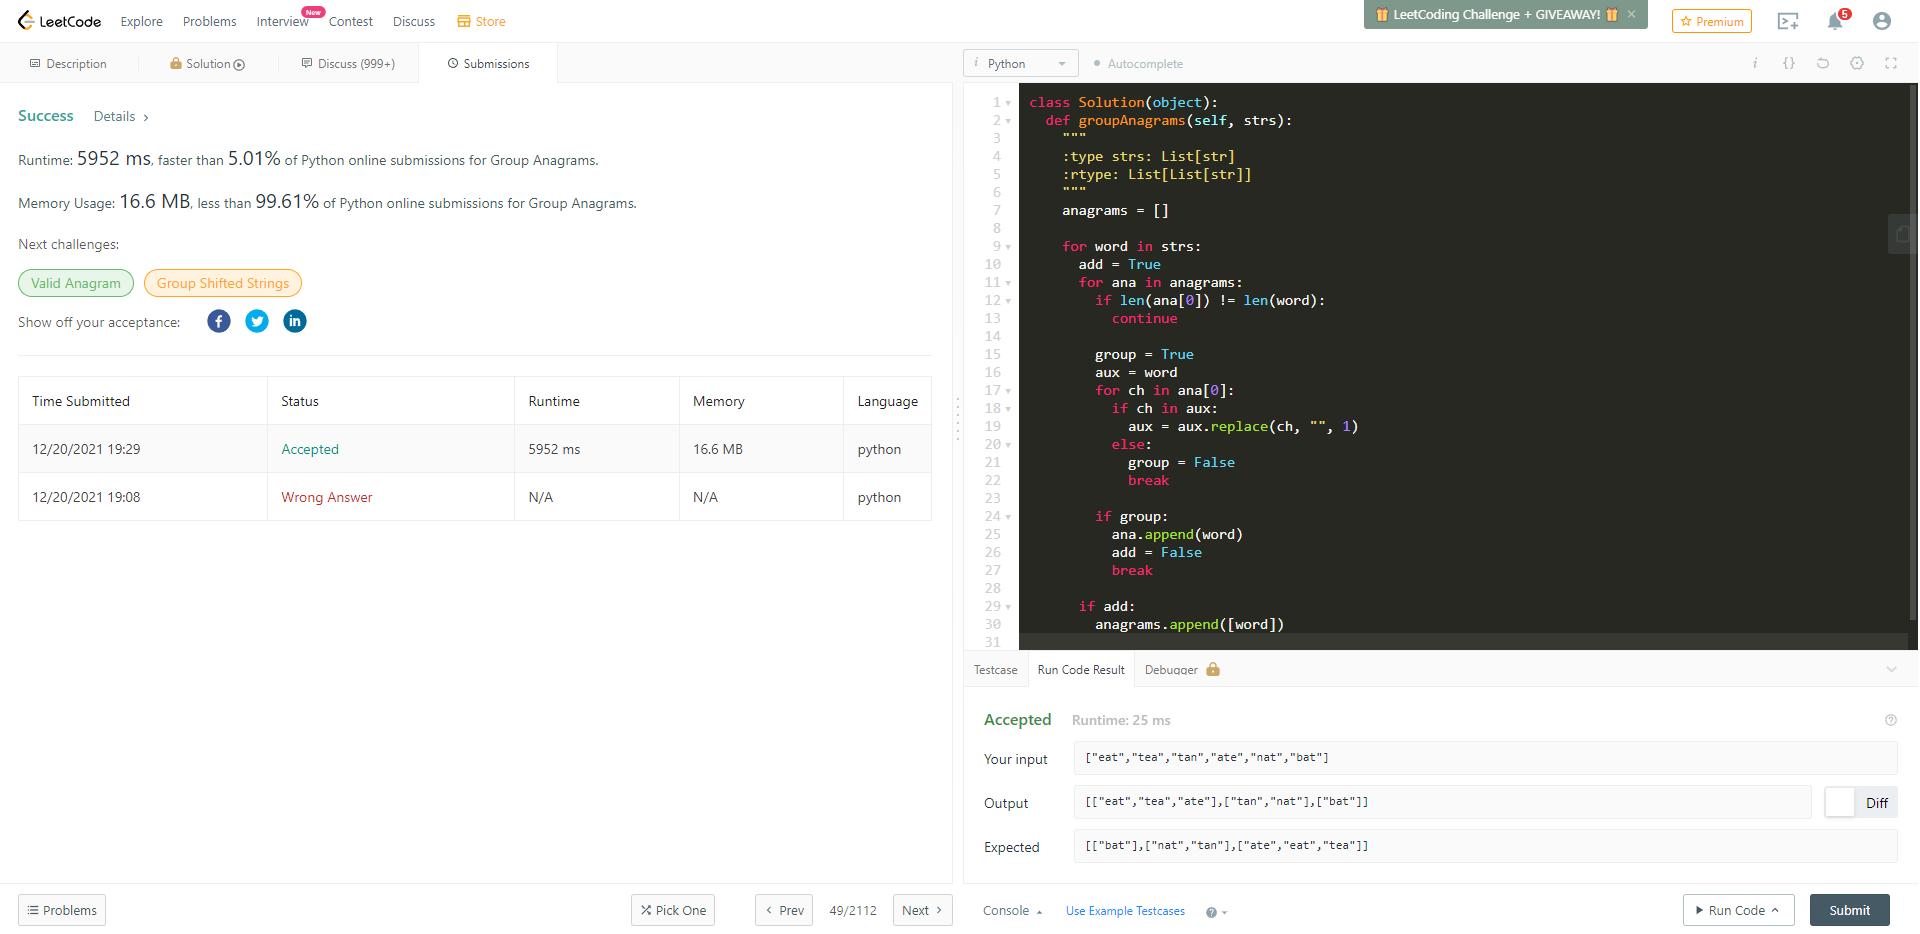 LeetCode Explore Problems Interview New Contest Discuss Store
LeetCoding Challenge + GIVEAWAY! ×
Premium 5
Description Solution Discuss (999+) Submissions
Success Details >
Runtime: 5952 ms, faster than 5.01% of Python online submissions for Group Anagrams.
Memory Usage: 16.6 MB, less than 99.61% of Python online submissions for Group Anagrams.
Next challenges:
Valid Anagram Group Shifted Strings
Show off your acceptance:
Time Submitted Status Runtime Memory Language
12/20/2021 19:29 Accepted 5952 ms 16.6 MB python
12/20/2021 19:08 Wrong Answer N/A N/A python
Problems Pick One < Prev 49/2112 Next >
i Python Autocomplete i {}
1 class Solution(object):
2 def groupAnagrams(self, strs):
3 """
4 :type strs: List[str]
5 :rtype: List[List[str]]
6 """
7 anagrams = []
8
9 for word in strs:
10 add = True
11 for ana in anagrams:
12 if len(ana[0]) != len(word):
13 continue
14
15 group = True
16 aux = word
17 for ch in ana[0]:
18 if ch in aux:
19 aux = aux.replace(ch, "", 1)
20 else:
21 group = False
22 break
23
24 if group:
25 ana.append(word)
26 add = False
27 break
28
29 if add:
30 anagrams.append([word])
31
Testcase Run Code Result Debugger
Accepted Runtime: 25 ms
Your input ["eat","tea","tan","ate","nat","bat"]
Output [["eat","tea","ate"],["tan","nat"],["bat"]] Diff
Expected [["bat"],["nat","tan"],["ate","eat","tea"]]
Console Use Example Testcases ? Run Code Submit